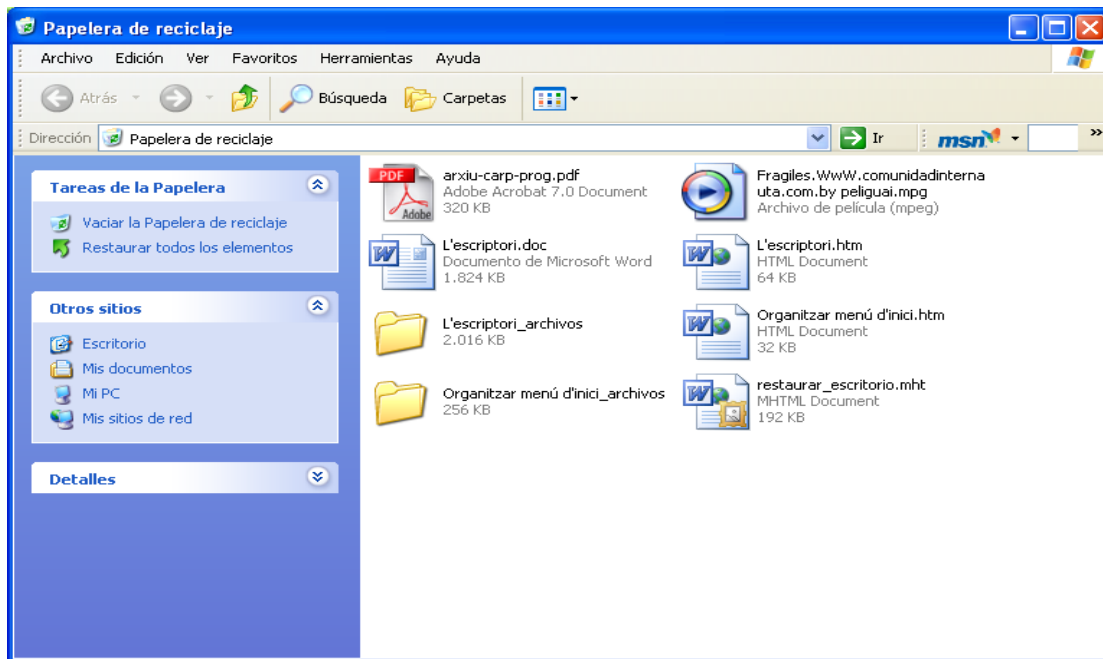 Papelera de reciclaje
Archivo Edición Ver Favoritos Herramientas Ayuda
Atrás Búsqueda Carpetas
Dirección Papelera de reciclaje Ir msn »
Tareas de la Papelera
Vaciar la Papelera de reciclaje
Restaurar todos los elementos
Otros sitios
Escritorio
Mis documentos
Mi PC
Mis sitios de red
Detalles
PDF
Adobe
arxiu-carp-prog.pdf
Adobe Acrobat 7.0 Document
320 KB
Fragiles.WwW.comunidadinterna
uta.com.by peliguai.mpg
Archivo de película (mpeg)
L'escriptori.doc
Documento de Microsoft Word
1.824 KB
L'escriptori.htm
HTML Document
64 KB
L'escriptori_archivos
2.016 KB
Organitzar menú d'inici.htm
HTML Document
32 KB
Organitzar menú d'inici_archivos
256 KB
restaurar_escritorio.mht
MHTML Document
192 KB